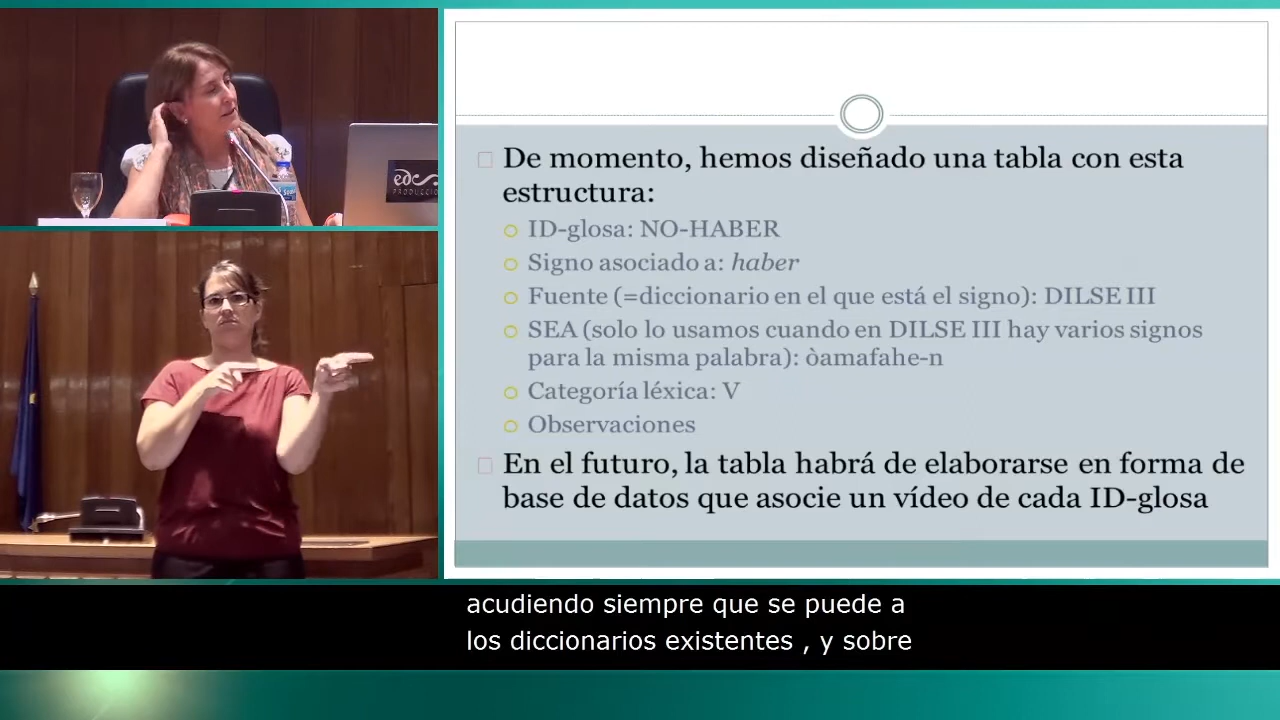 De momento, hemos diseñado una tabla con esta
estructura:
ID-glosa: NO-HABER
Signo asociado a: haber
Fuente (=diccionario en el que está el signo): DILSE III
SEA (solo lo usamos cuando en DILSE III hay varios signos
para la misma palabra): òamafahe-n
Categoría léxica: V
Observaciones
En el futuro, la tabla habrá de elaborarse en forma de
base de datos que asocie un vídeo de cada ID-glosa
acudiendo siempre que se puede a
los diccionarios existentes , y sobre